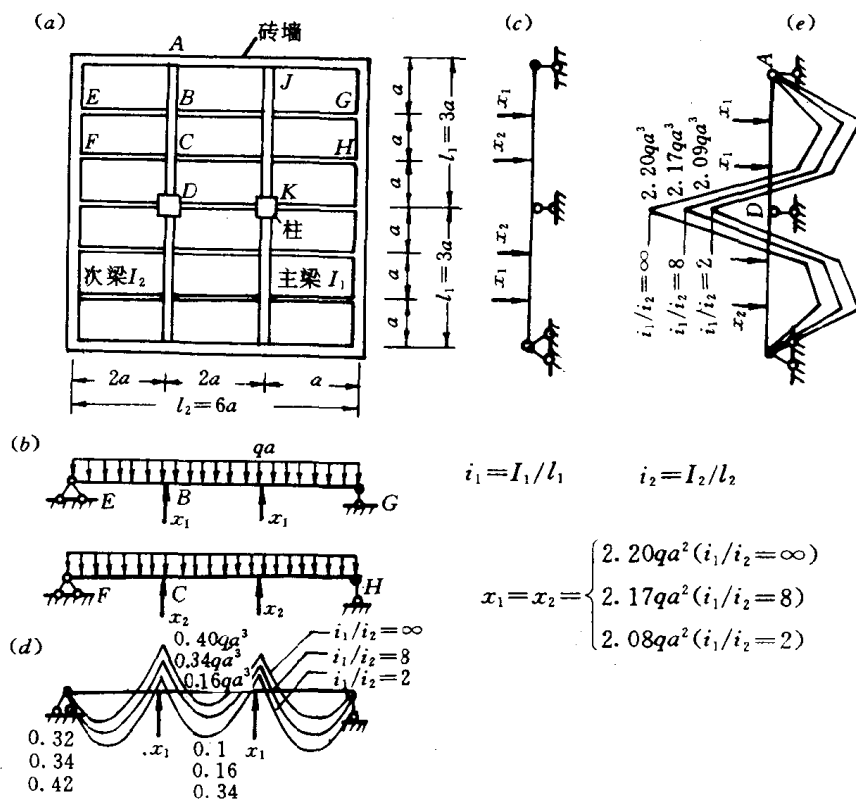 (a)
砖墙
A
J
E
B
G
F
C
H
D
K
柱
次梁I₂
主梁 I₁
a
a
a
l₁=3a
a
a
a
l₁=3a
2a
2a
a
l₂=6a
(c)
x₁
x₂
x₂
x₁
(e)
A
x₁
x₁
D
x₂
2.20qa³
2.17qa³
2.09qa³
i₁/i₂=∞
i₁/i₂=8
i₁/i₂=2
(b)
qa
E
B
G
x₁
x₁
F
C
H
x₂
x₂
i₁=I₁/l₁
i₂=I₂/l₂
x₁=x₂={
2.20qa²(i₁/i₂=∞)
2.17qa²(i₁/i₂=8)
2.08qa²(i₁/i₂=2)
(d)
0.40qa³
0.34qa³
0.16qa³
i₁/i₂=∞
i₁/i₂=8
i₁/i₂=2
0.32
0.34
0.42
x₁
0.1
0.16
0.34
x₁